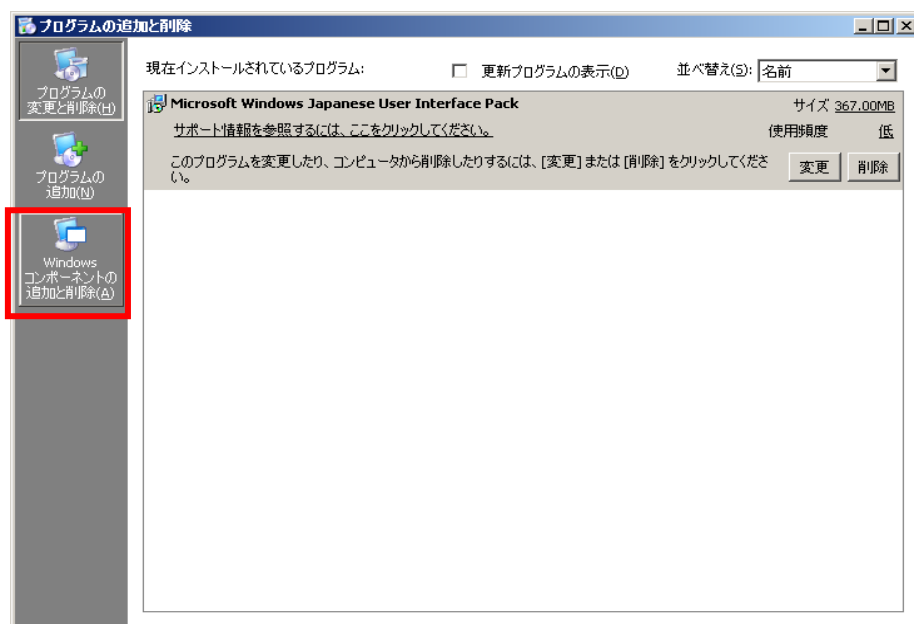 プログラムの追加と削除
プログラムの
変更と削除(H)
プログラムの
追加(N)
Windows
コンポーネントの
追加と削除(A)
現在インストールされているプログラム:
更新プログラムの表示(D)
並べ替え(S):
名前
Microsoft Windows Japanese User Interface Pack
サイズ 367.00MB
サポート情報を参照するには、ここをクリックしてください。
使用頻度 低
このプログラムを変更したり、コンピュータから削除したりするには、[変更] または [削除] をクリックしてくださ
い。
変更
削除